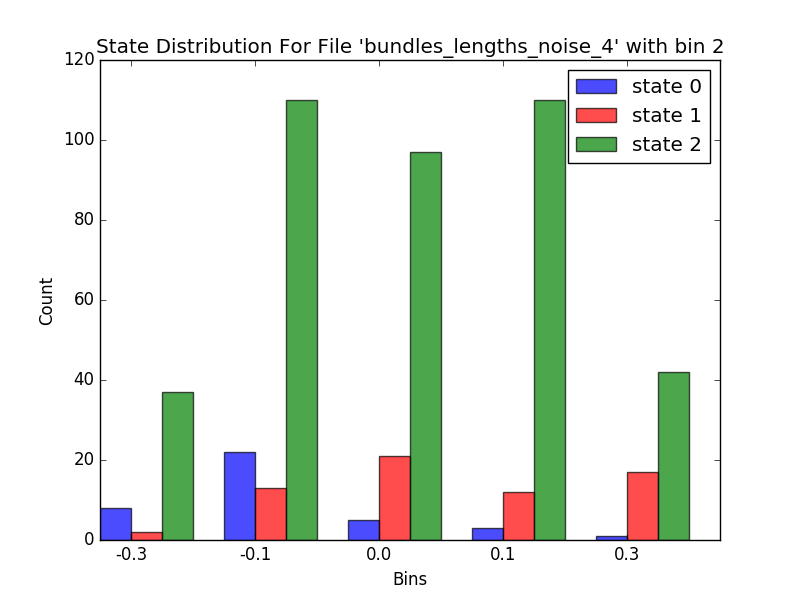 State Distribution For File 'bundles_lengths_noise_4' with bin 2
120
100
80
60
40
20
0
Count
state 0
state 1
state 2
-0.3 -0.1 0.0 0.1 0.3
Bins